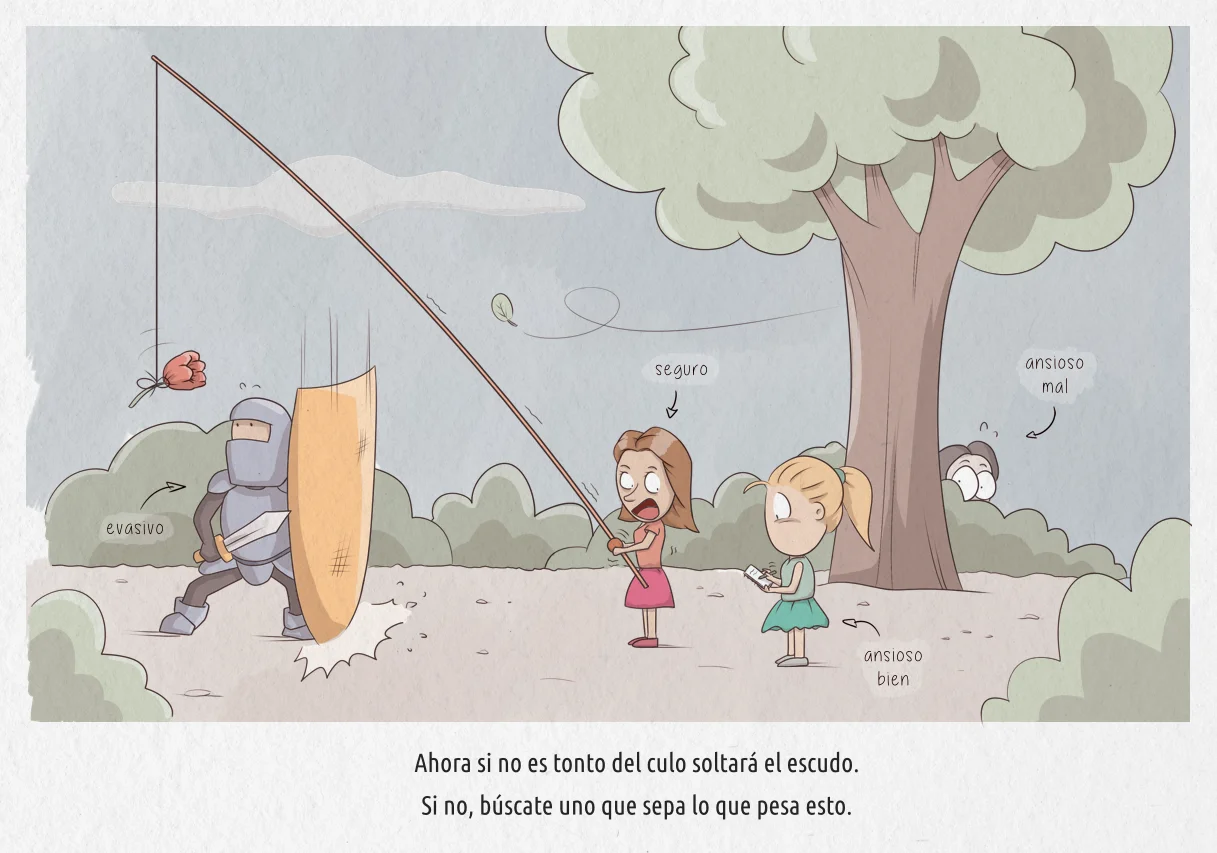 seguro
ansioso
mal
evasivo
ansioso
bien
Ahora si no es tonto del culo soltará el escudo.
Si no, búscate uno que sepa lo que pesa esto.